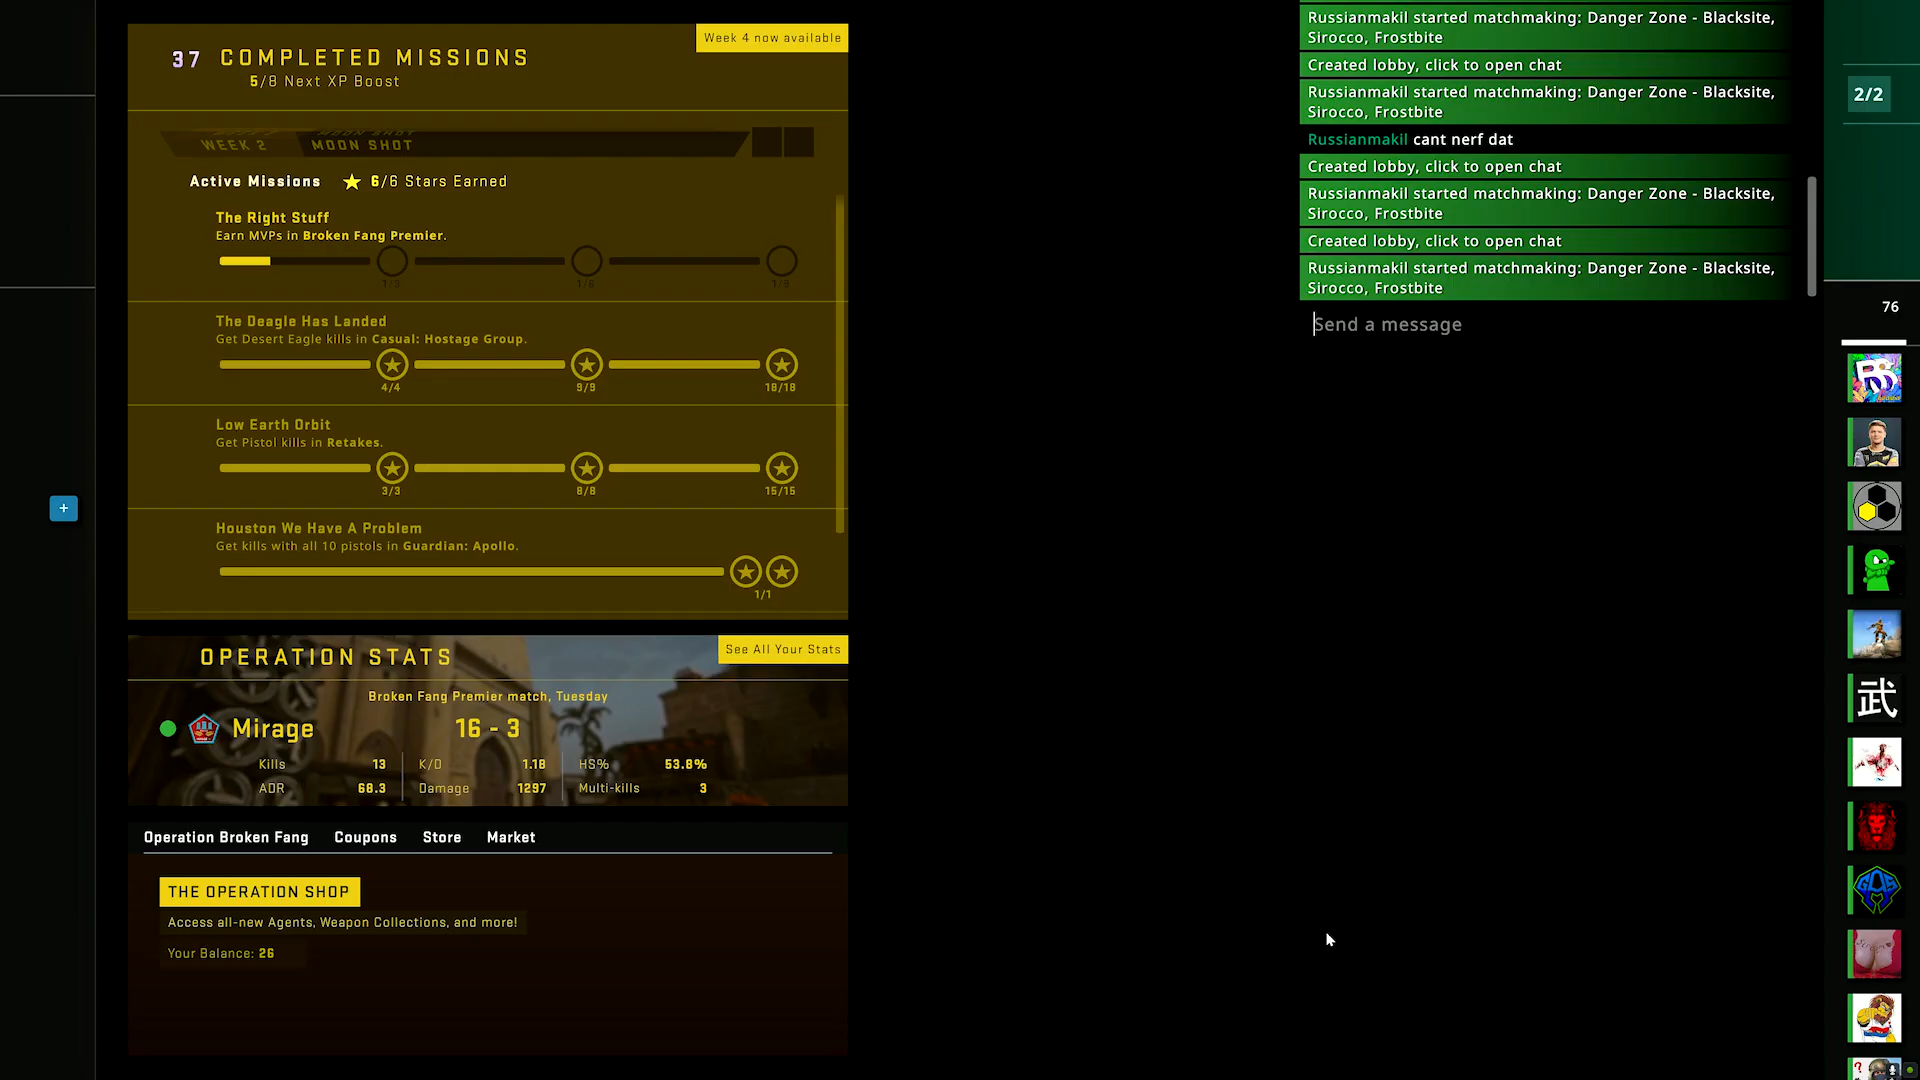 Week 4 now available
37 COMPLETED MISSIONS
5/8 Next XP Boost
WEEK 2 MOON SHOT
Active Missions 6/6 Stars Earned
The Right Stuff
Earn MVPs in Broken Fang Premier.
1/3 1/6 1/9
The Deagle Has Landed
Get Desert Eagle kills in Casual: Hostage Group.
4/4 9/9 18/18
Low Earth Orbit
Get Pistol kills in Retakes.
3/3 8/8 15/15
Houston We Have A Problem
Get kills with all 10 pistols in Guardian: Apollo.
1/1
OPERATION STATS
See All Your Stats
Broken Fang Premier match, Tuesday
Mirage 16 - 3
Kills 13 K/D 1.18 HS% 53.8%
ADR 68.3 Damage 1297 Multi-kills 3
Operation Broken Fang Coupons Store Market
THE OPERATION SHOP
Access all-new Agents, Weapon Collections, and more!
Your Balance: 26
Russianmakil started matchmaking: Danger Zone - Blacksite,
Sirocco, Frostbite
Created lobby, click to open chat
Russianmakil started matchmaking: Danger Zone - Blacksite,
Sirocco, Frostbite
Russianmakil cant nerf dat
Created lobby, click to open chat
Russianmakil started matchmaking: Danger Zone - Blacksite,
Sirocco, Frostbite
Created lobby, click to open chat
Russianmakil started matchmaking: Danger Zone - Blacksite,
Sirocco, Frostbite
Send a message
2/2
76
武